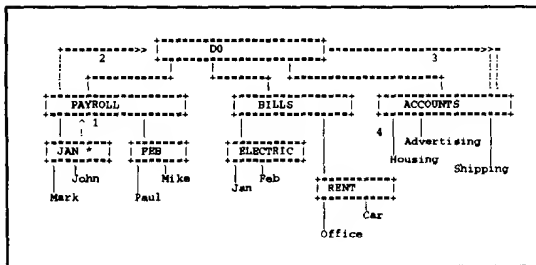 2 D0 3
PAYROLL BILLS ACCOUNTS
^ 1 4
Advertising
JAN * FEB ELECTRIC
Housing
John Mike Jan Feb Shipping
Mark Paul RENT
Car
Office